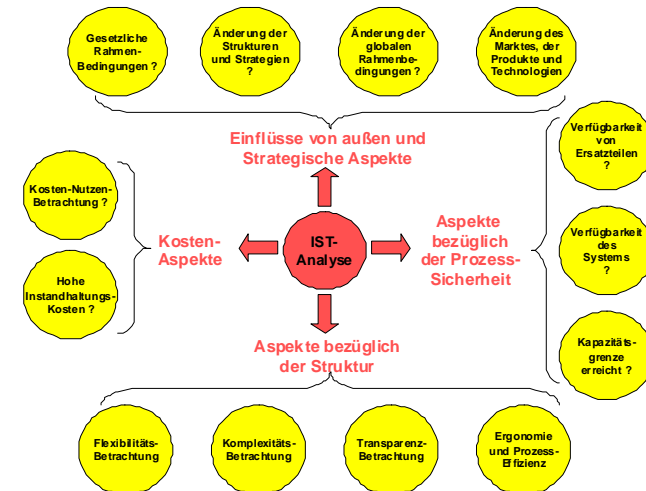 Gesetzliche
Rahmen-
Bedingungen ?
Änderung der
Strukturen
und Strategien
?
Änderung der
globalen
Rahmenbe-
dingungen ?
Änderung des
Marktes, der
Produkte und
Technologien
Einflüsse von außen und
Strategische Aspekte
Kosten-Nutzen-
Betrachtung ?
Hohe
Instandhaltungs-
Kosten ?
Kosten-
Aspekte
IST-
Analyse
Aspekte
bezüglich
der Prozess-
Sicherheit
Verfügbarkeit
von
Ersatzteilen
?
Verfügbarkeit
des
Systems
?
Kapazitäts-
grenze
erreicht ?
Aspekte bezüglich
der Struktur
Flexibilitäts-
Betrachtung
Komplexitäts-
Betrachtung
Transparenz-
Betrachtung
Ergonomie
und Prozess-
Effizienz